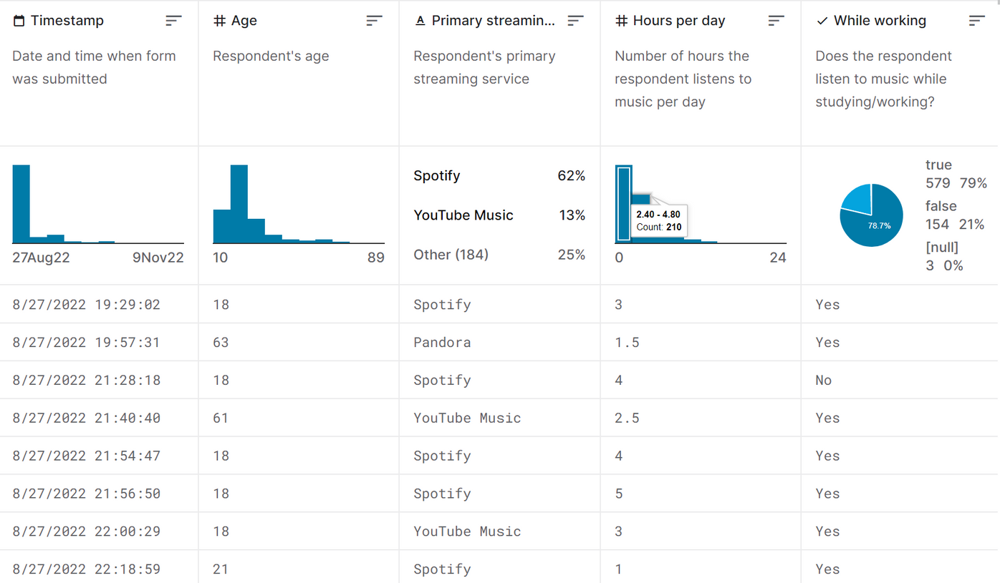 Timestamp
Age
Primary streamin...
Hours per day
While working
Date and time when form
was submitted
Respondent's age
Respondent's primary
streaming service
Number of hours the
respondent listens to
music per day
Does the respondent
listen to music while
studying/working?
27Aug22 9Nov22
10 89
Spotify 62%
YouTube Music 13%
Other (184) 25%
2.40 - 4.80
Count: 210
0 24
78.7%
true
579 79%
false
154 21%
[null]
3 0%
8/27/2022 19:29:02 18 Spotify 3 Yes
8/27/2022 19:57:31 63 Pandora 1.5 Yes
8/27/2022 21:28:18 18 Spotify 4 No
8/27/2022 21:40:40 61 YouTube Music 2.5 Yes
8/27/2022 21:54:47 18 Spotify 4 Yes
8/27/2022 21:56:50 18 Spotify 5 Yes
8/27/2022 22:00:29 18 YouTube Music 3 Yes
8/27/2022 22:18:59 21 Spotify 1 Yes